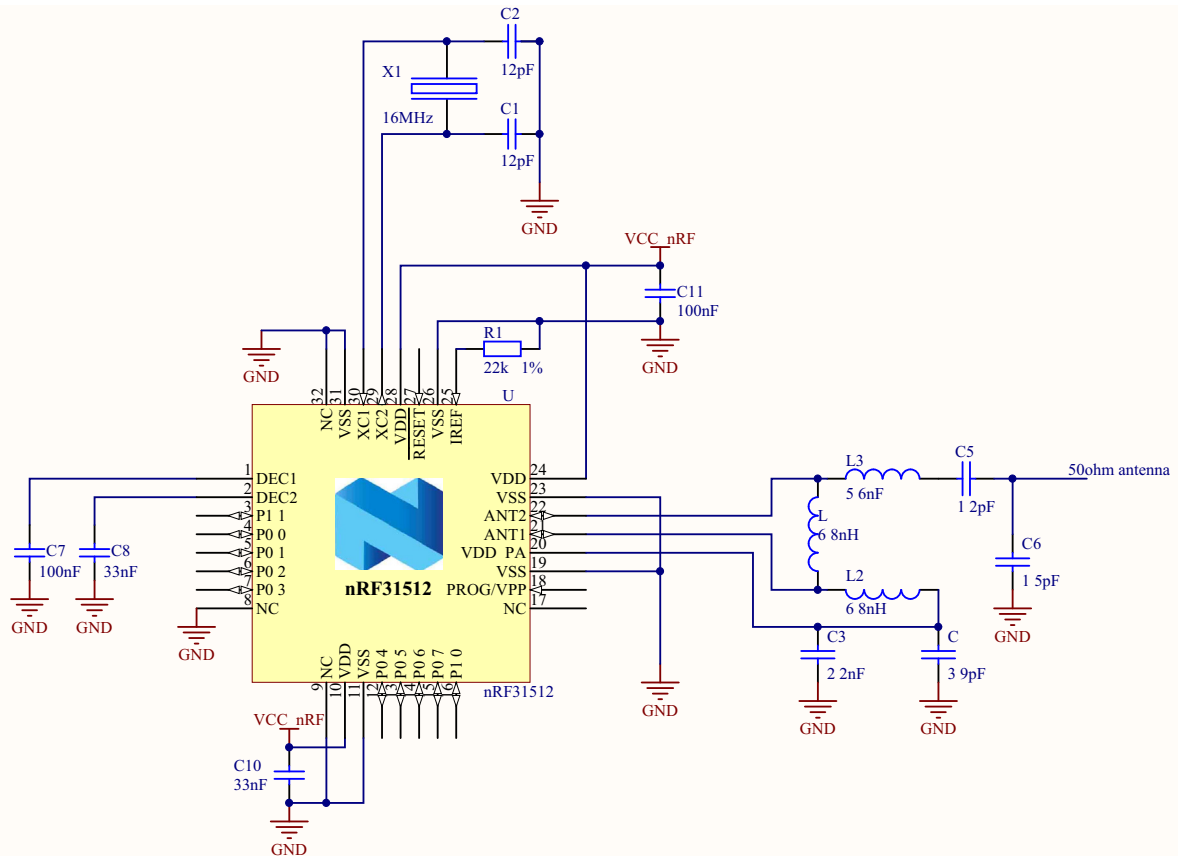 C2
12pF
X1
16MHz
C1
12pF
GND
VCC_nRF
C11
100nF
GND
GND
R1
22k 1%
U
32 31 30 29 28 27 26 25
NC VSS XC1 XC2 VDD RESET VSS IREF
1 DEC1
2 DEC2
3 P1 1
4 P0 0
5 P0 1
6 P0 2
7 P0 3
8 NC
VDD 24
VSS 23
ANT2 22
ANT1 21
VDD PA 20
VSS 19
PROG/VPP 18
NC 17
nRF31512
9 10 11 12 3 4 5 6
NC VDD VSS P0 4 P0 5 P0 6 P0 7 P1 0
nRF31512
C7
100nF
GND
C8
33nF
GND
GND
VCC_nRF
C10
33nF
GND
GND
L3
5 6nF
C5
1 2pF
50ohm antenna
L
6 8nH
L2
6 8nH
C6
1 5pF
GND
C3
2 2nF
GND
C
3 9pF
GND